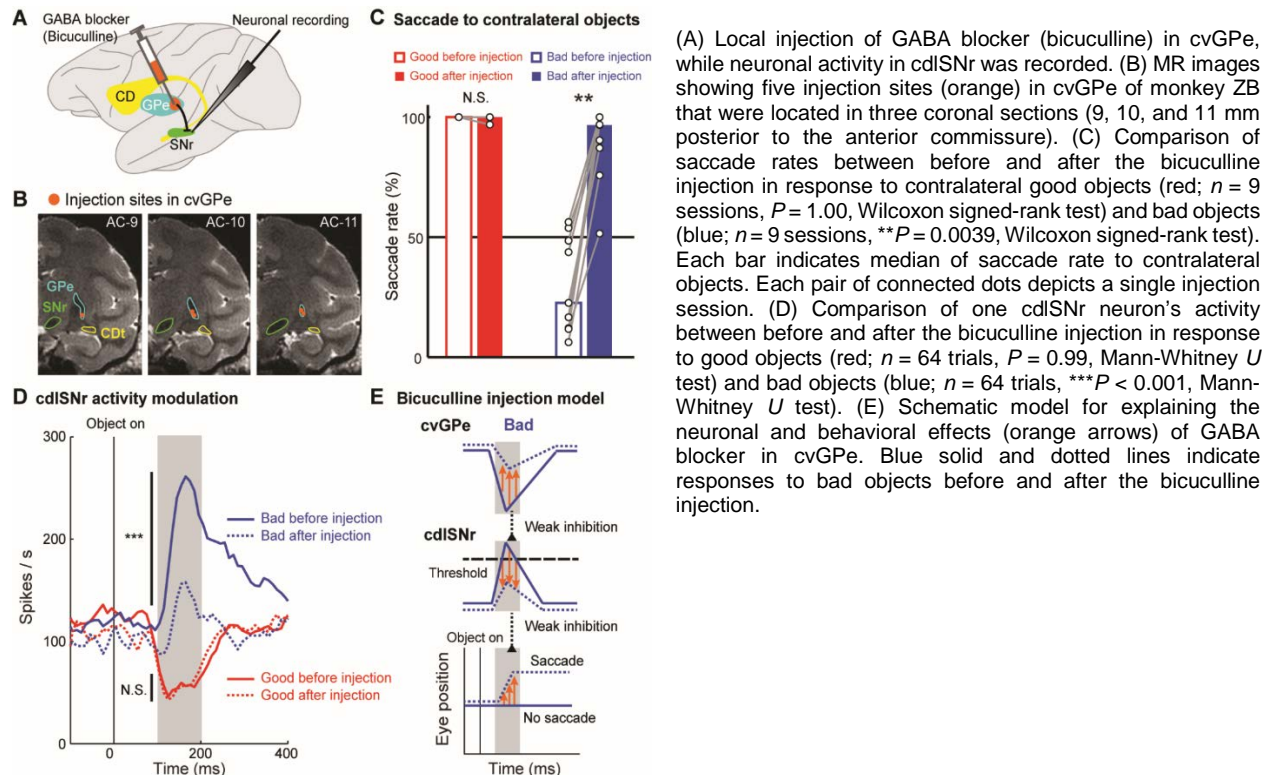 A
GABA blocker
(Bicuculline)
Neuronal recording
CD
GPe
SNr
B
Injection sites in cvGPe
AC-9
AC-10
AC-11
GPe
SNr
CDt
C Saccade to contralateral objects
Good before injection
Good after injection
Bad before injection
Bad after injection
N.S.
**
100
50
0
Saccade rate (%)
D cdlSNr activity modulation
Object on
300
200
100
0
Spikes / s
***
N.S.
Bad before injection
Bad after injection
Good before injection
Good after injection
0
200
400
Time (ms)
E Bicuculline injection model
cvGPe
Bad
Weak inhibition
cdlSNr
Threshold
Weak inhibition
Object on
Saccade
No saccade
Eye position
Time (ms)
(A) Local injection of GABA blocker (bicuculline) in cvGPe,
while neuronal activity in cdlSNr was recorded. (B) MR images
showing five injection sites (orange) in cvGPe of monkey ZB
that were located in three coronal sections (9, 10, and 11 mm
posterior to the anterior commissure). (C) Comparison of
saccade rates between before and after the bicuculline
injection in response to contralateral good objects (red; n = 9
sessions, P = 1.00, Wilcoxon signed-rank test) and bad objects
(blue; n = 9 sessions, **P = 0.0039, Wilcoxon signed-rank test).
Each bar indicates median of saccade rate to contralateral
objects. Each pair of connected dots depicts a single injection
session. (D) Comparison of one cdlSNr neuron's activity
between before and after the bicuculline injection in response
to good objects (red; n = 64 trials, P = 0.99, Mann-Whitney U
test) and bad objects (blue; n = 64 trials, ***P < 0.001, Mann-
Whitney U test). (E) Schematic model for explaining the
neuronal and behavioral effects (orange arrows) of GABA
blocker in cvGPe. Blue solid and dotted lines indicate
responses to bad objects before and after the bicuculline
injection.